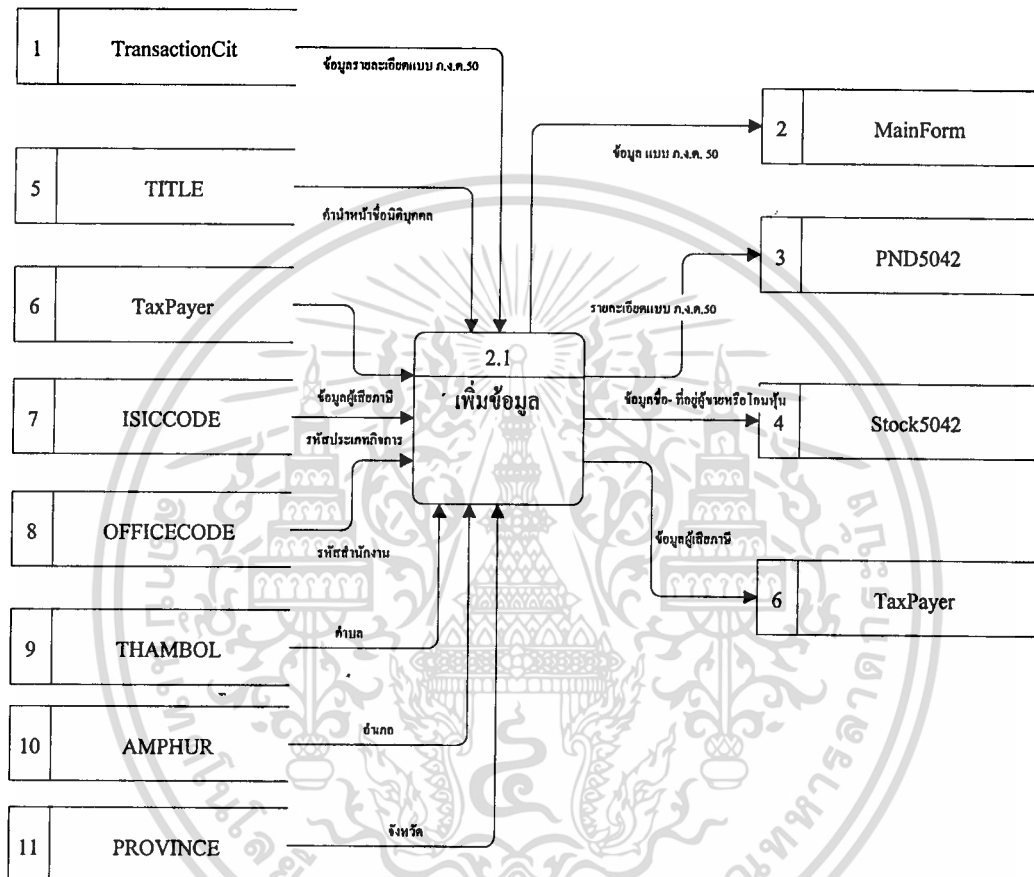 1 TransactionCit
ข้อมูลรายละเอียดแบบ ภ.ง.ด.50
2 MainForm
ข้อมูล แบบ ภ.ง.ด. 50
5 TITLE
คำนำหน้าชื่อนิติบุคคล
3 PND5042
รายละเอียดแบบ ภ.ง.ด.50
6 TaxPayer
ข้อมูลผู้เสียภาษี
2.1
เพิ่มข้อมูล
7 ISICCODE
รหัสประเภทกิจการ
ข้อมูลชื่อ- ที่อยู่ผู้ขายหรือโอนหุ้น
4 Stock5042
8 OFFICECODE
รหัสสำนักงาน
ข้อมูลผู้เสียภาษี
6 TaxPayer
9 THAMBOL
ตำบล
10 AMPHUR
อำเภอ
11 PROVINCE
จังหวัด